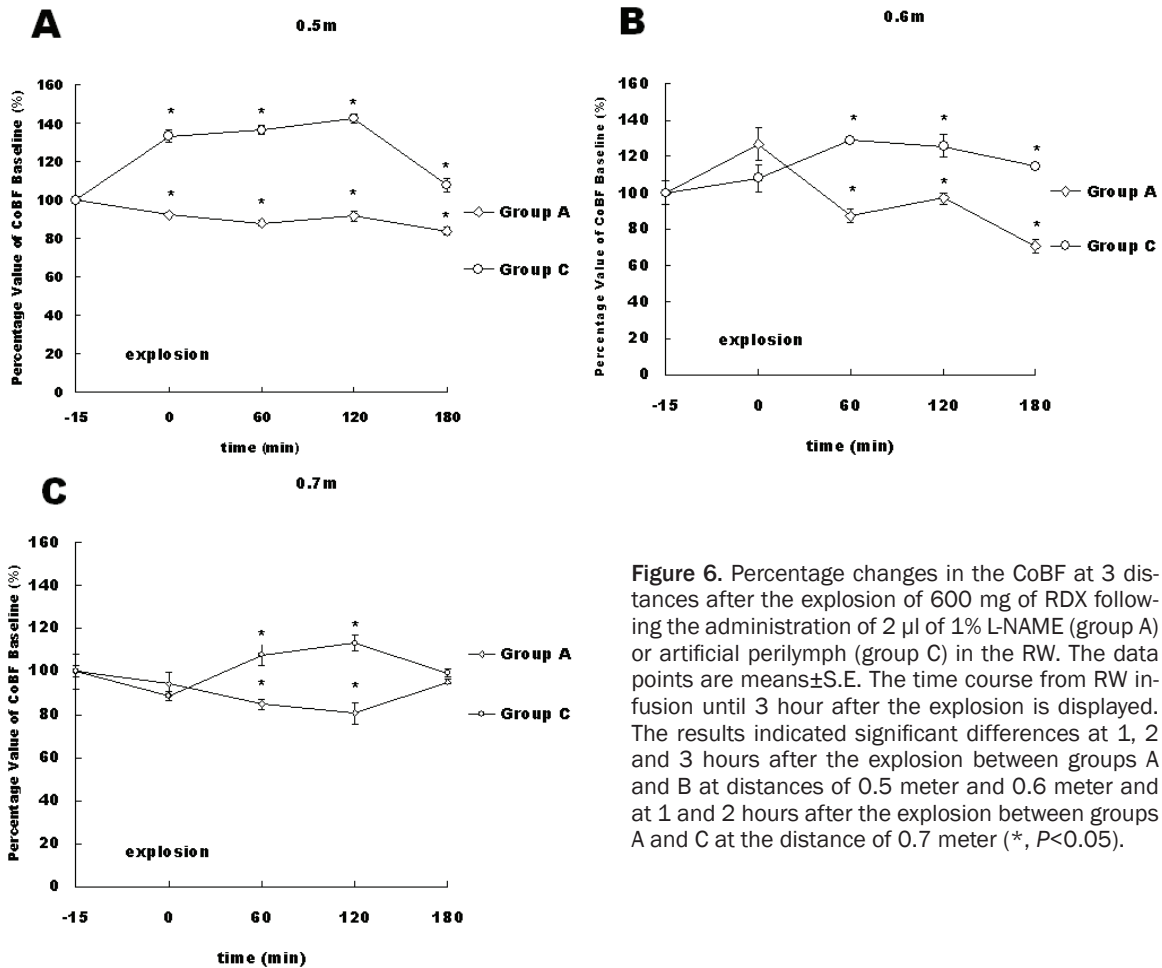 A
0.5m
Percentage Value of CoBF Baseline (%)
160
140
120
100
80
60
40
20
0
* * * *
* * * *
Group A
Group C
explosion
-15 0 60 120 180
time (min)
B
0.6m
Percentage Value of CoBF Baseline (%)
160
140
120
100
80
60
40
20
0
* * *
* * *
Group A
Group C
explosion
-15 0 60 120 180
time (min)
C
0.7m
Percentage Value of CoBF Baseline (%)
160
140
120
100
80
60
40
20
0
* *
* *
Group A
Group C
explosion
-15 0 60 120 180
time (min)
Figure 6. Percentage changes in the CoBF at 3 dis-
tances after the explosion of 600 mg of RDX follow-
ing the administration of 2 µl of 1% L-NAME (group A)
or artificial perilymph (group C) in the RW. The data
points are means±S.E. The time course from RW in-
fusion until 3 hour after the explosion is displayed.
The results indicated significant differences at 1, 2
and 3 hours after the explosion between groups A
and B at distances of 0.5 meter and 0.6 meter and
at 1 and 2 hours after the explosion between groups
A and C at the distance of 0.7 meter (*, P<0.05).